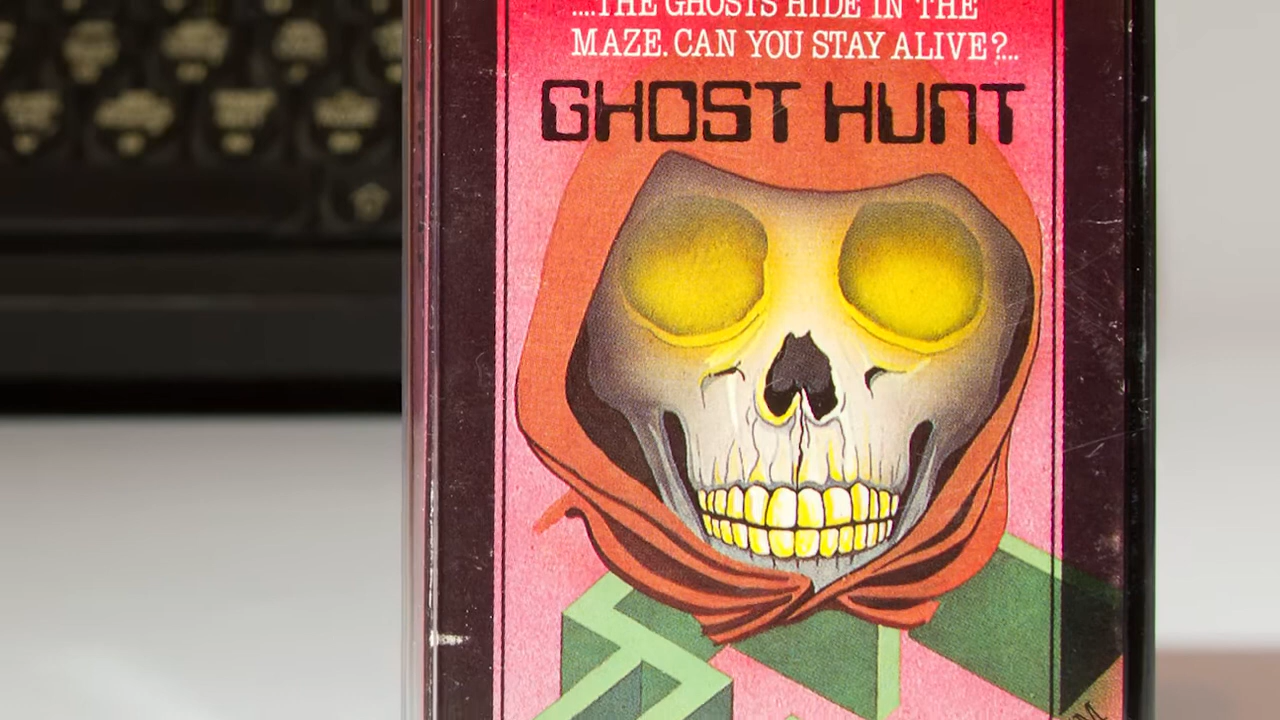 ....THE GHOSTS HIDE IN THE
MAZE. CAN YOU STAY ALIVE?..
GHOST HUNT